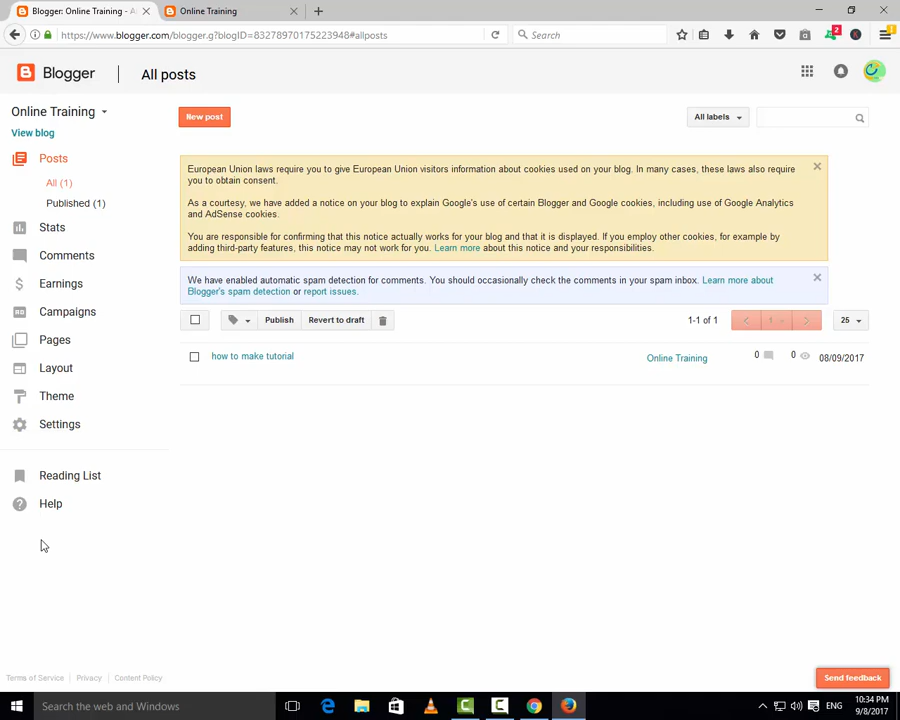 Blogger: Online Training - A
Online Training
https://www.blogger.com/blogger.g?blogID=83278970175223948#allposts
Search
2
Blogger
All posts
Online Training
View blog
New post
All labels
Posts
All (1)
Published (1)
Stats
Comments
Earnings
Campaigns
Pages
Layout
Theme
Settings
Reading List
Help
European Union laws require you to give European Union visitors information about cookies used on your blog. In many cases, these laws also require
you to obtain consent.
As a courtesy, we have added a notice on your blog to explain Google's use of certain Blogger and Google cookies, including use of Google Analytics
and AdSense cookies.
You are responsible for confirming that this notice actually works for your blog and that it is displayed. If you employ other cookies, for example by
adding third-party features, this notice may not work for you. Learn more about this notice and your responsibilities.
We have enabled automatic spam detection for comments. You should occasionally check the comments in your spam inbox. Learn more about
Blogger's spam detection or report issues.
Publish
Revert to draft
1-1 of 1
1
25
how to make tutorial
Online Training
0
0
08/09/2017
Terms of Service
Privacy
Content Policy
Send feedback
Search the web and Windows
ENG
10:34 PM
9/8/2017